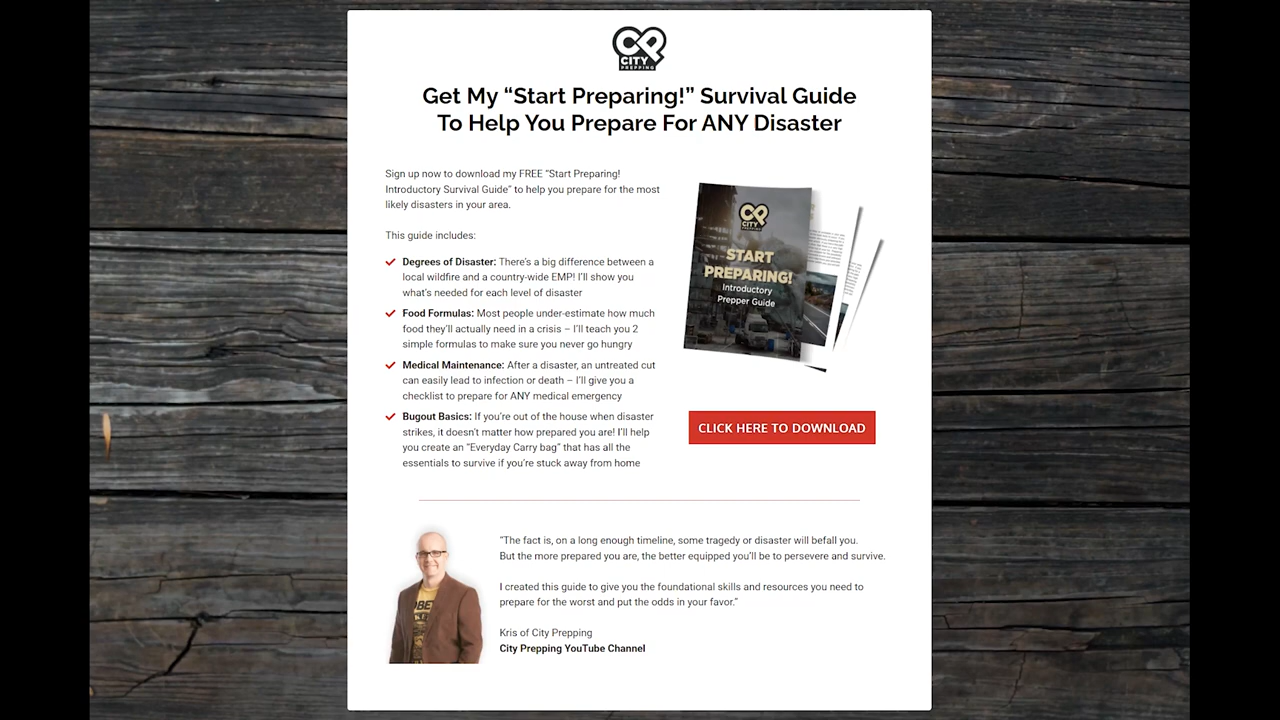 CITY
PREPPING
Get My “Start Preparing!” Survival Guide
To Help You Prepare For ANY Disaster
Sign up now to download my FREE “Start Preparing!
Introductory Survival Guide” to help you prepare for the most
likely disasters in your area.
This guide includes:
Degrees of Disaster: There’s a big difference between a
local wildfire and a country-wide EMP! I’ll show you
what’s needed for each level of disaster
Food Formulas: Most people under-estimate how much
food they’ll actually need in a crisis – I’ll teach you 2
simple formulas to make sure you never go hungry
Medical Maintenance: After a disaster, an untreated cut
can easily lead to infection or death – I’ll give you a
checklist to prepare for ANY medical emergency
Bugout Basics: If you’re out of the house when disaster
strikes, it doesn’t matter how prepared you are! I’ll help
you create an “Everyday Carry bag” that has all the
essentials to survive if you’re stuck away from home
CITY
START
PREPARING!
Introductory
Prepper Guide
CLICK HERE TO DOWNLOAD
“The fact is, on a long enough timeline, some tragedy or disaster will befall you.
But the more prepared you are, the better equipped you’ll be to persevere and survive.
I created this guide to give you the foundational skills and resources you need to
prepare for the worst and put the odds in your favor.”
Kris of City Prepping
City Prepping YouTube Channel